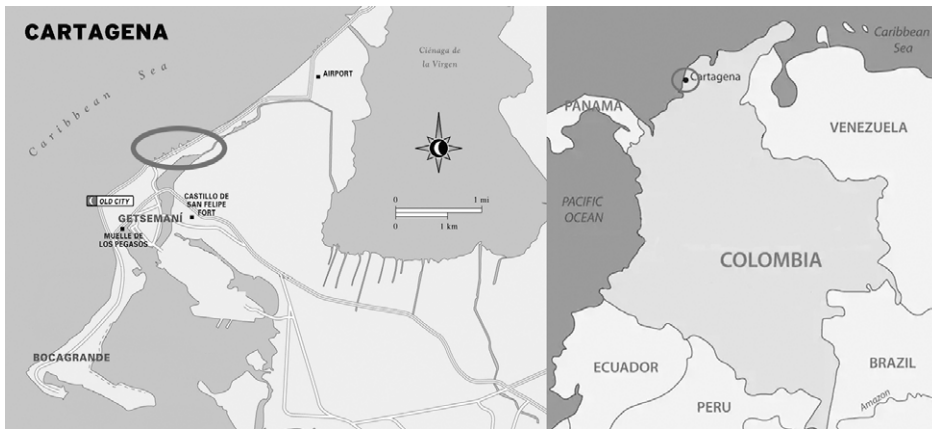 CARTAGENA
Caribbean Sea
Ciénaga de
la Virgen
AIRPORT
OLD CITY
CASTILLO DE
SAN FELIPE
FORT
GETSEMANÍ
MUELLE DE
LOS PEGASOS
0 1 mi
0 1 km
BOCAGRANDE
Caribbean
Sea
Cartagena
PANAMA
VENEZUELA
PACIFIC
OCEAN
COLOMBIA
ECUADOR
BRAZIL
PERU
Amazon